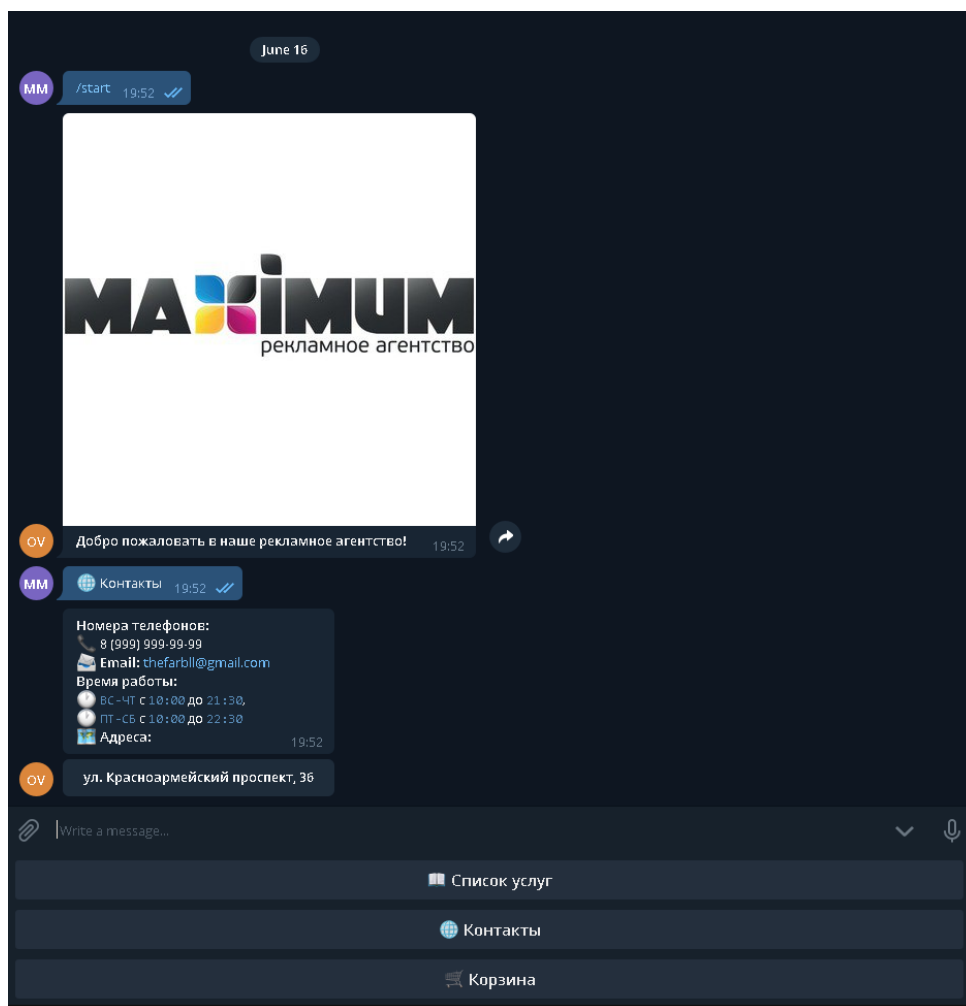 June 16
MM
/start 19:52
MAXIMUM
рекламное агентство
OV
Добро пожаловать в наше рекламное агентство! 19:52
MM
Контакты 19:52
Номера телефонов:
8 (999) 999-99-99
Email: thefarbll@gmail.com
Время работы:
ВС-ЧТ с 10:00 до 21:30,
ПТ-СБ с 10:00 до 22:30
Адреса: 19:52
OV
ул. Красноармейский проспект, 36
Write a message...
Список услуг
Контакты
Корзина